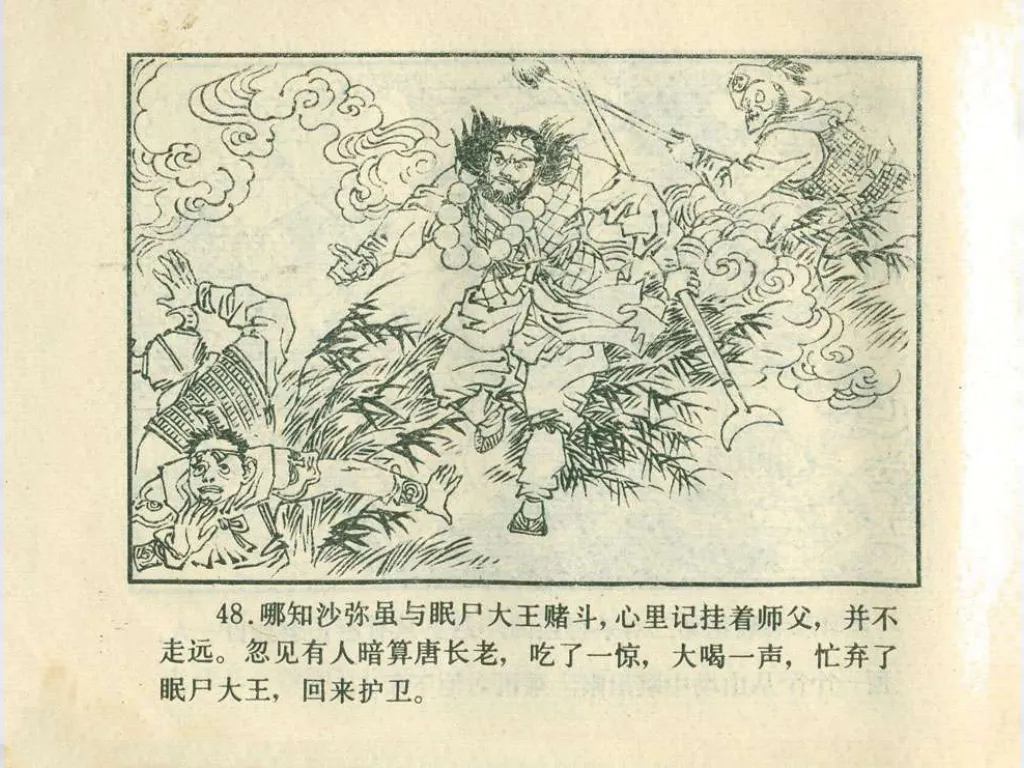 48.哪知沙弥虽与眠尸大王赌斗,心里记挂着师父，并不
走远。忽见有人暗算唐长老，吃了一惊，大喝一声，忙弃了
眠尸大王，回来护卫。